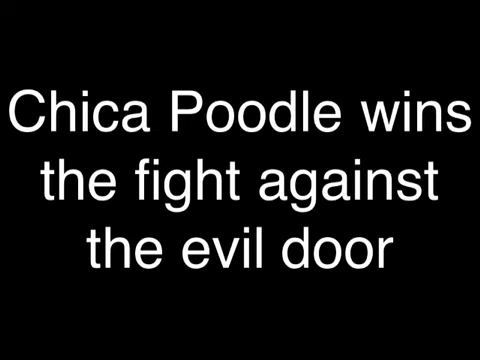 Chica Poodle wins
the fight against
the evil door